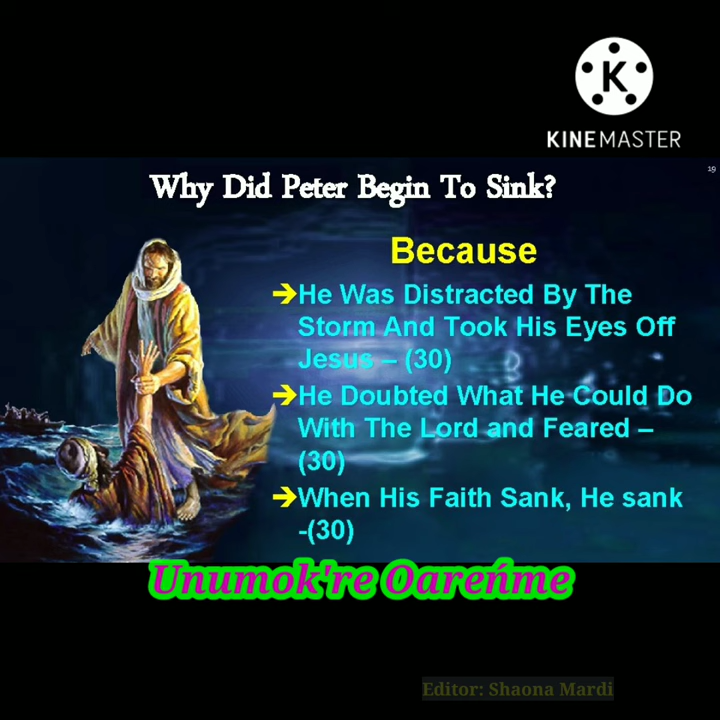 KINEMASTER
19
Why Did Peter Begin To Sink?
Because
➔He Was Distracted By The
Storm And Took His Eyes Off
Jesus – (30)
➔He Doubted What He Could Do
With The Lord and Feared –
(30)
➔When His Faith Sank, He sank
-(30)
Unumok're Oareńme
Editor: Shaona Mardi